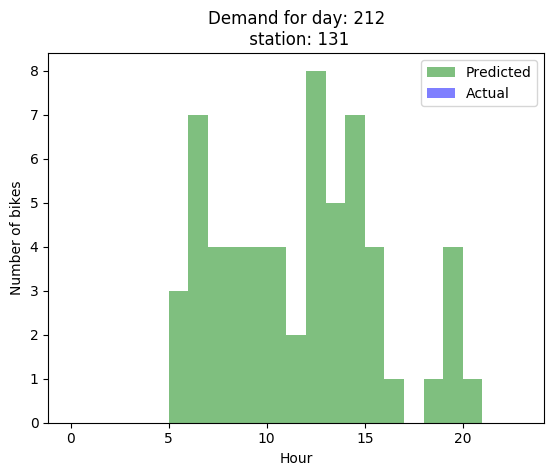 Demand for day: 212
station: 131
Predicted
Actual
8
7
6
5
4
3
2
1
0
Number of bikes
0 5 10 15 20
Hour